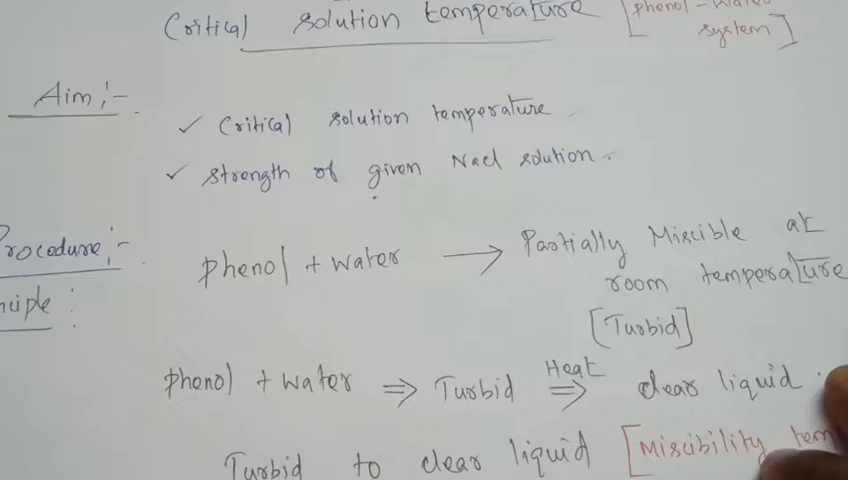 Critical solution temperature [phenol-water
system]
Aim:-
✓ Critical solution temperature
✓ strength of given Nacl solution.
Procedure:-
phenol + water → Partially Miscible at
room temperature
[Turbid]
phenol + water ⇒ Turbid Heat ⇒ clear liquid.
Turbid to clear liquid [Miscibility